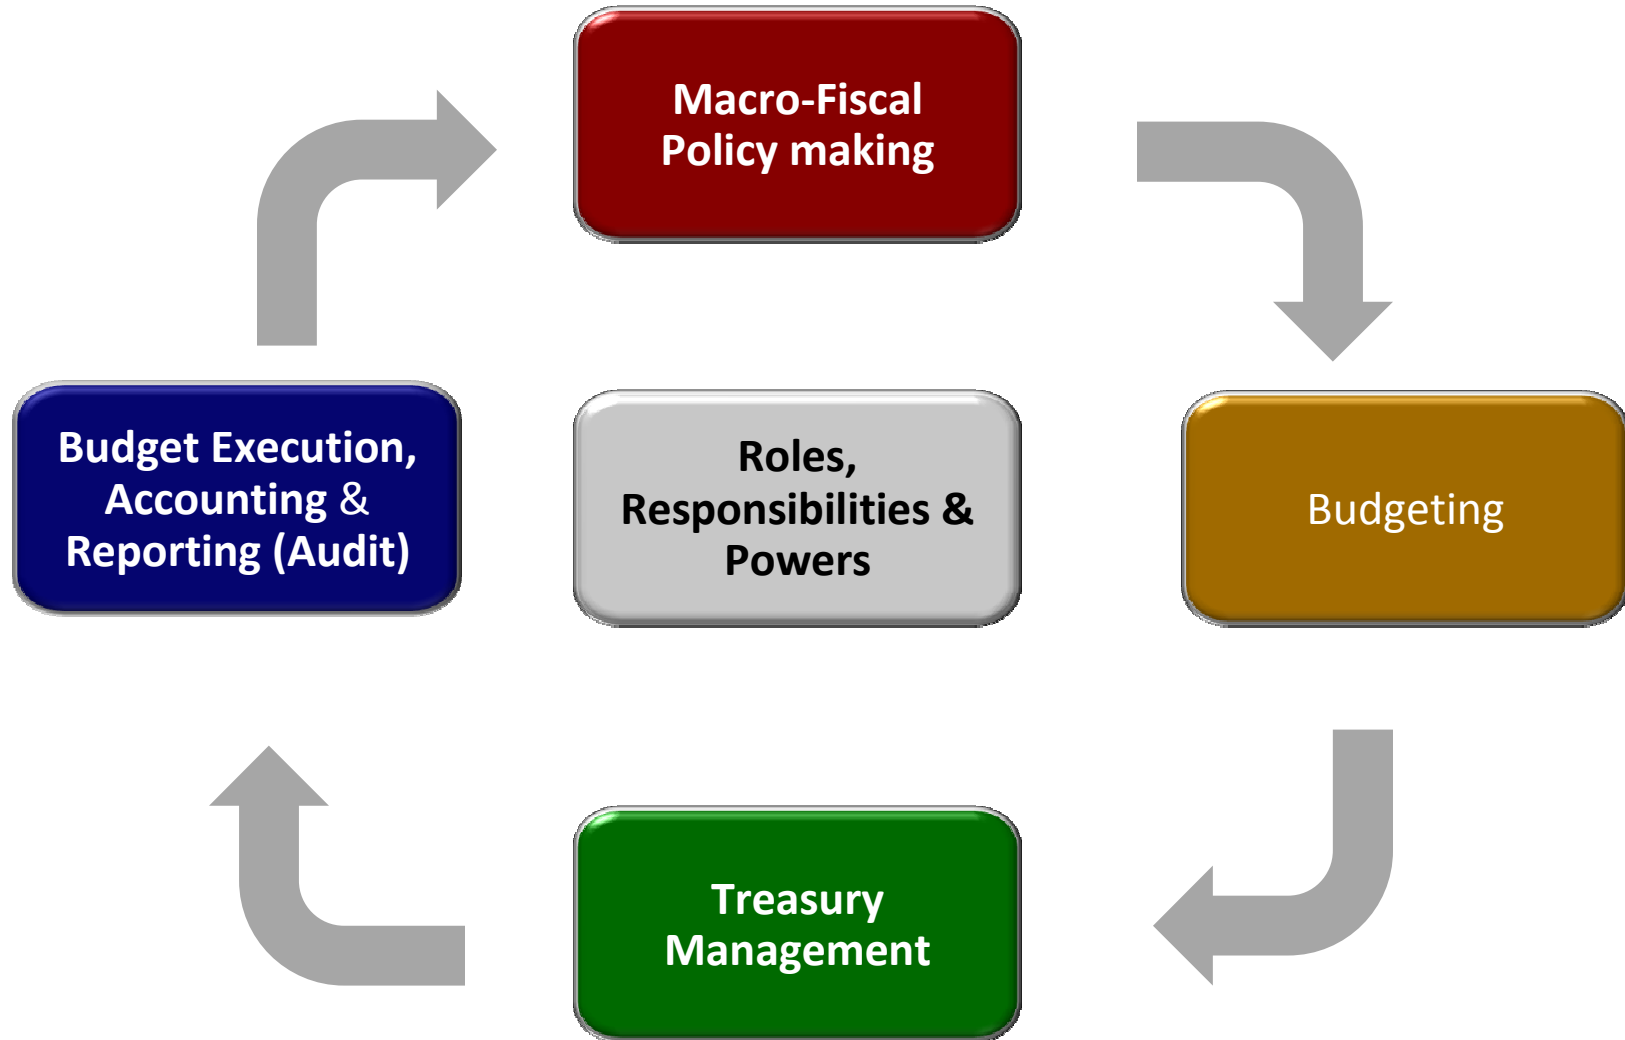 Macro-Fiscal
Policy making
Budget Execution,
Accounting &
Reporting (Audit)
Roles,
Responsibilities &
Powers
Budgeting
Treasury
Management